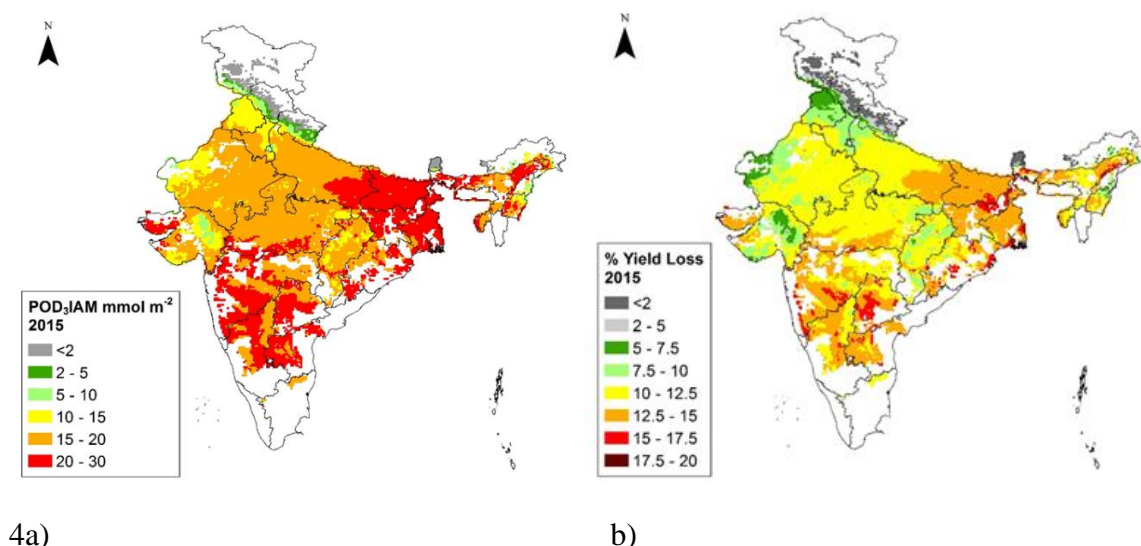 N
POD₃IAM mmol m⁻²
2015
<2
2 - 5
5 - 10
10 - 15
15 - 20
20 - 30
N
% Yield Loss
2015
<2
2 - 5
5 - 7.5
7.5 - 10
10 - 12.5
12.5 - 15
15 - 17.5
17.5 - 20
4a)
b)